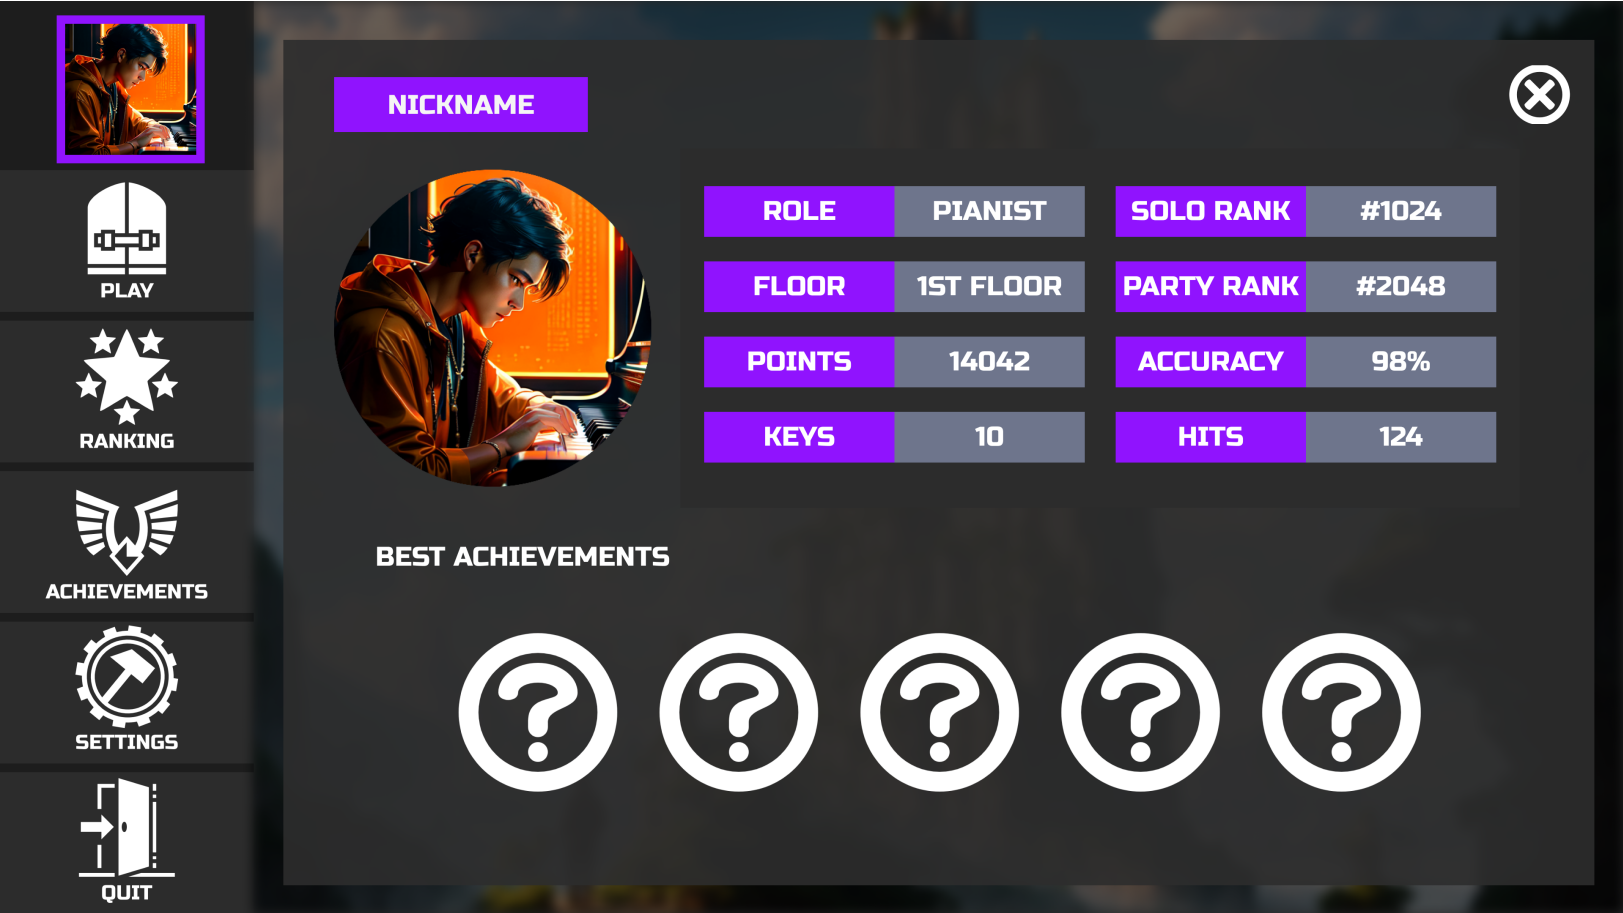 NICKNAME
ROLE PIANIST SOLO RANK #1024
FLOOR 1ST FLOOR PARTY RANK #2048
POINTS 14042 ACCURACY 98%
KEYS 10 HITS 124
BEST ACHIEVEMENTS
? ? ? ? ?
PLAY
RANKING
ACHIEVEMENTS
SETTINGS
QUIT